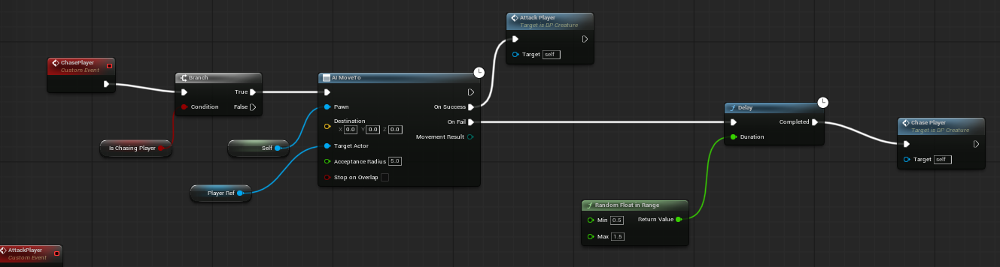 Attack Player
Target is DP Creature
Target self
ChasePlayer
Custom Event
Branch
True
Condition False
Is Chasing Player
Self
Player Ref
AI MoveTo
Pawn On Success
Destination On Fail
X 0.0 Y 0.0 Z 0.0
Movement Result
Target Actor
Acceptance Radius 5.0
Stop on Overlap
Delay
Completed
Duration
Chase Player
Target is DP Creature
Target self
Random Float in Range
Min 0.5 Return Value
Max 1.5
AttackPlayer
Custom Event